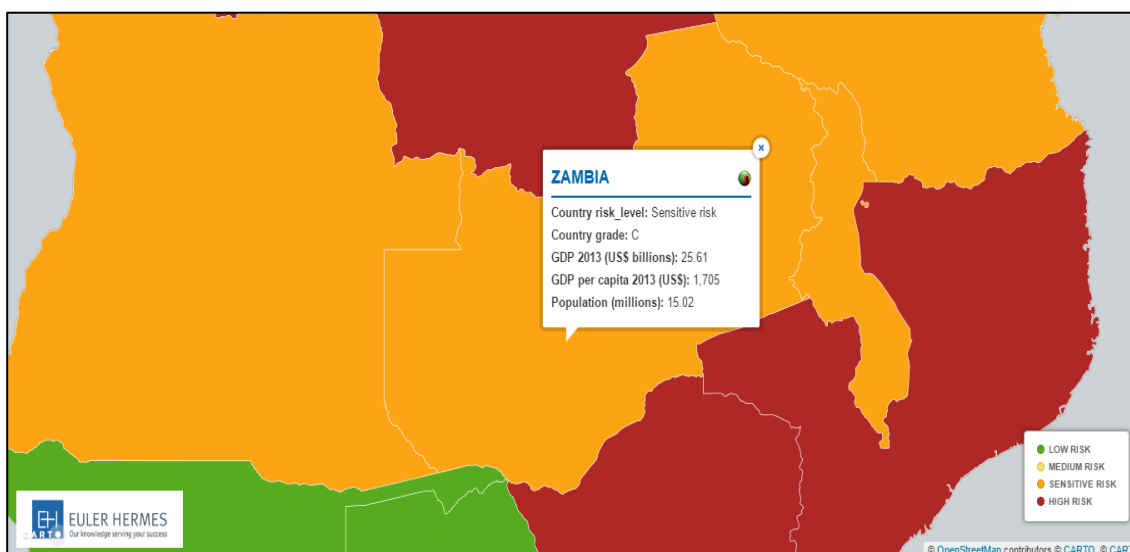 ZAMBIA
Country risk_level: Sensitive risk
Country grade: C
GDP 2013 (US$ billions): 25.61
GDP per capita 2013 (US$): 1,705
Population (millions): 15.02
LOW RISK
MEDIUM RISK
SENSITIVE RISK
HIGH RISK
EH EULER HERMES
Our knowledge serving your success
CARTO
© OpenStreetMap contributors © CARTO, © CART